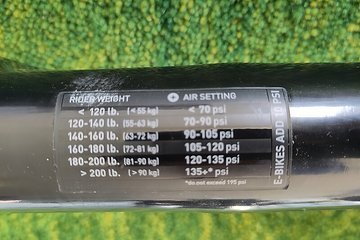 RIDER WEIGHT + AIR SETTING
< 120 lb. (< 55 kg) < 70 psi
120-140 lb. (55-63 kg) 70-90 psi
140-160 lb. (63-72 kg) 90-105 psi
160-180 lb. (72-81 kg) 105-120 psi
180-200 lb. (81-90 kg) 120-135 psi
> 200 lb. (> 90 kg) 135+* psi
*do not exceed 195 psi
E-BIKES ADD 10 PSI